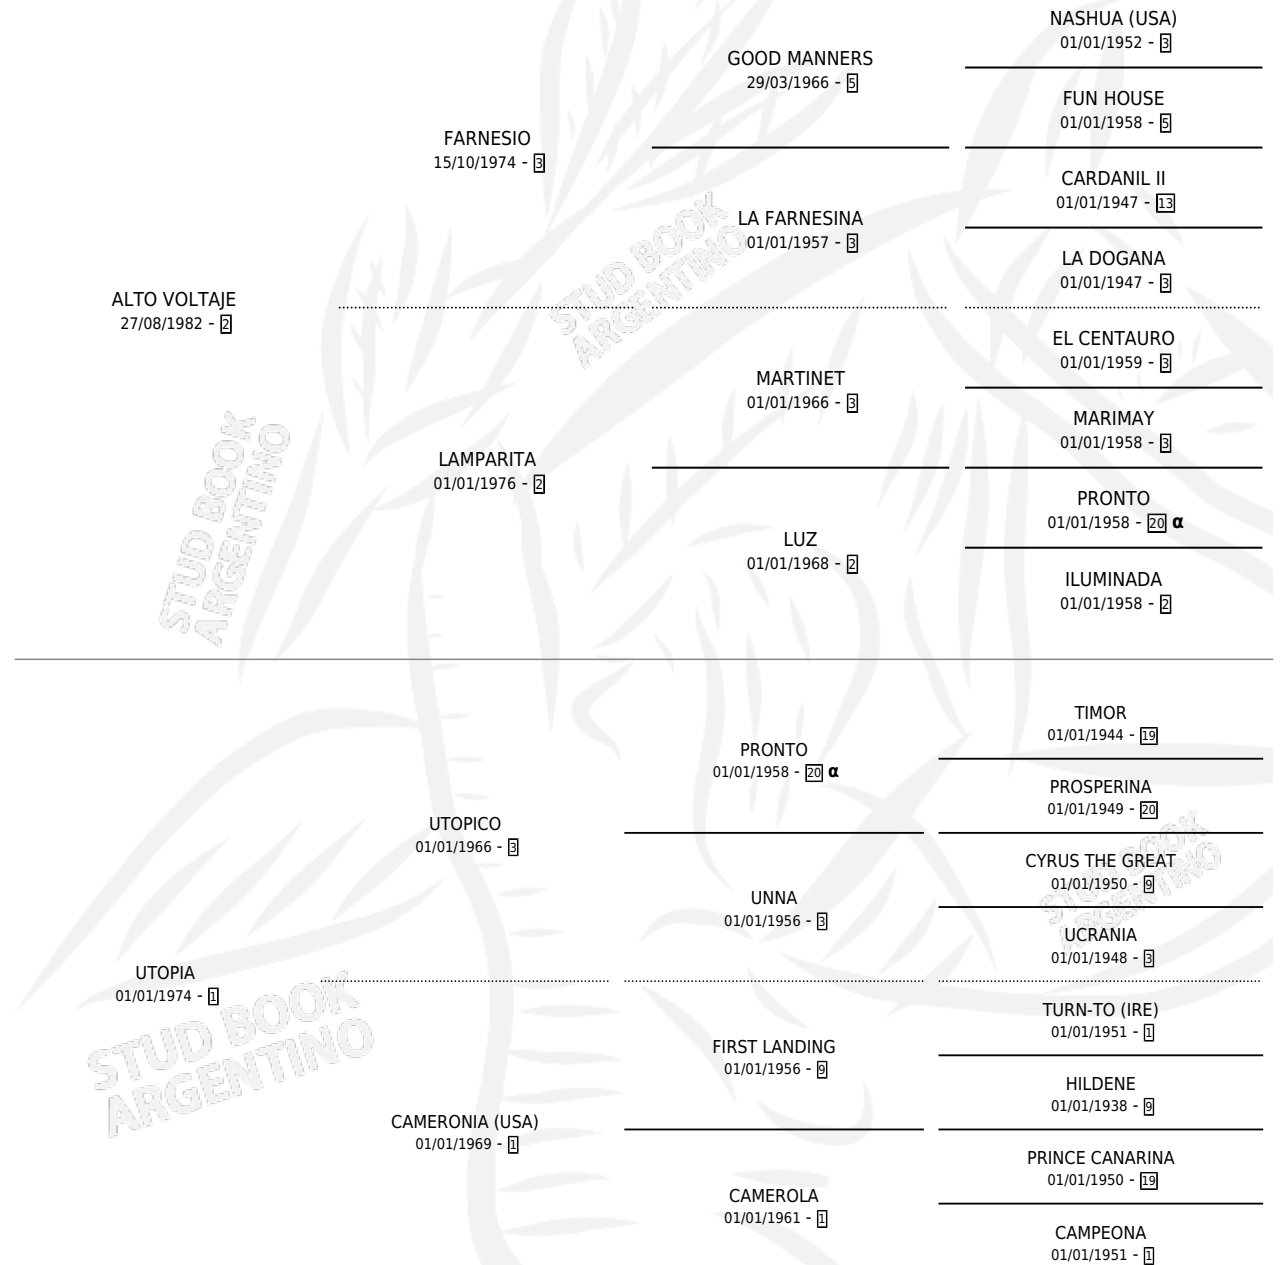 NASHUA (USA)
01/01/1952 - 3
GOOD MANNERS
29/03/1966 - 5
FUN HOUSE
01/01/1958 - 5
FARNESIO
15/10/1974 - 3
CARDANIL II
01/01/1947 - 13
LA FARNESINA
01/01/1957 - 3
LA DOGANA
01/01/1947 - 3
ALTO VOLTAJE
27/08/1982 - 2
EL CENTAURO
01/01/1959 - 3
MARTINET
01/01/1966 - 3
MARIMAY
01/01/1958 - 3
LAMPARITA
01/01/1976 - 2
PRONTO
01/01/1958 - 20 α
LUZ
01/01/1968 - 2
ILUMINADA
01/01/1958 - 2
TIMOR
01/01/1944 - 19
PRONTO
01/01/1958 - 20 α
PROSPERINA
01/01/1949 - 20
UTOPICO
01/01/1966 - 3
CYRUS THE GREAT
01/01/1950 - 9
UNNA
01/01/1956 - 3
UCRANIA
01/01/1948 - 3
UTOPIA
01/01/1974 - 1
TURN-TO (IRE)
01/01/1951 - 1
FIRST LANDING
01/01/1956 - 9
HILDENE
01/01/1938 - 9
CAMERONIA (USA)
01/01/1969 - 1
PRINCE CANARINA
01/01/1950 - 19
CAMEROLA
01/01/1961 - 1
CAMPEONA
01/01/1951 - 1
STUD BOOK
ARGENTINO
STUD BOOK
ARGENTINO
STUD BOOK
ARGENTINO
STUD BOOK
ARGENTINO